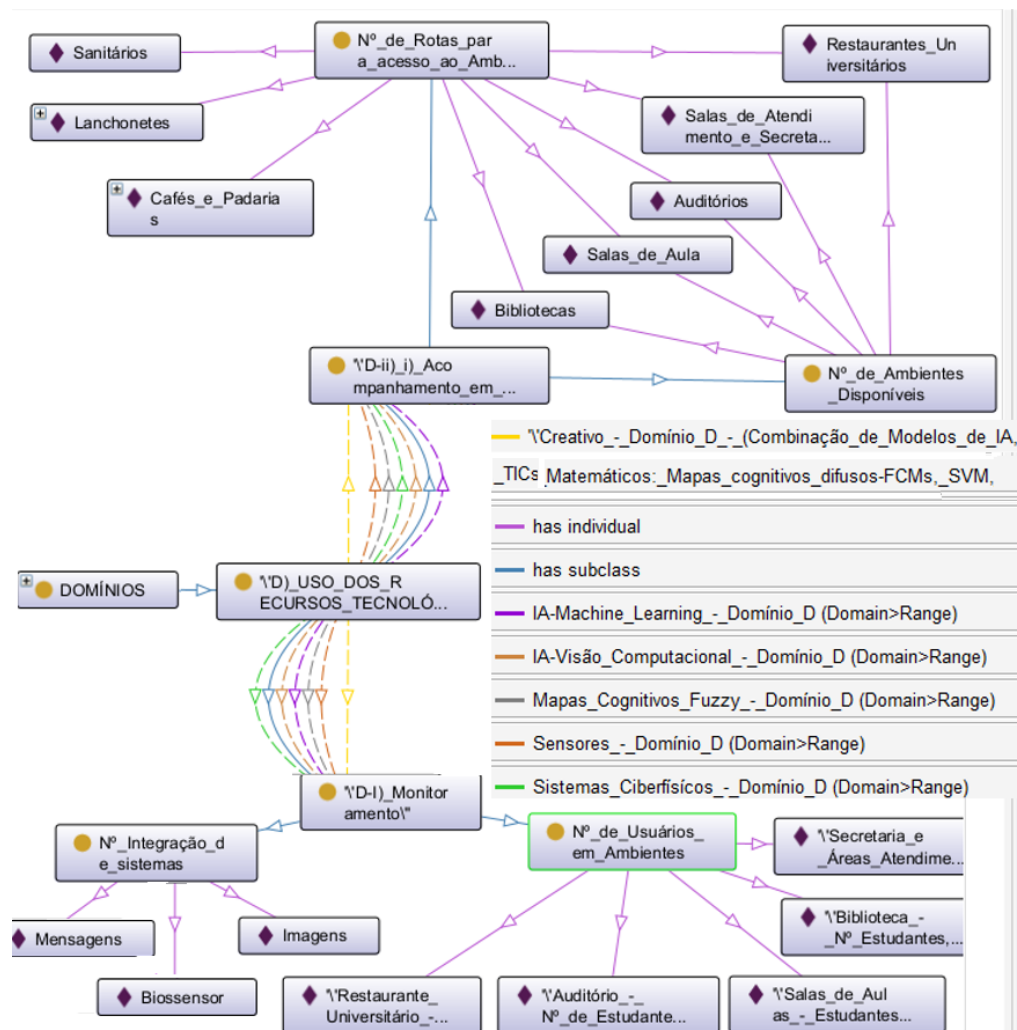 Nº_de_Rotas_par
a_acesso_ao_Amb...
Sanitários
Restaurantes_Un
iversitários
Lanchonetes
Salas_de_Atendi
mento_e_Secreta...
Cafés_e_Padaria
s
Auditórios
Salas_de_Aula
Bibliotecas
'\'D-ii)_i)_Aco
mpanhamento_em_...
Nº_de_Ambientes
_Disponíveis
'\'Creativo_-_Domínio_D_-_(Combinação_de_Modelos_de_IA,
_TICs _Matemáticos:_Mapas_cognitivos_difusos-FCMs,_SVM,
has individual
has subclass
IA-Machine_Learning_-_Domínio_D (Domain>Range)
IA-Visão_Computacional_-_Domínio_D (Domain>Range)
Mapas_Cognitivos_Fuzzy_-_Domínio_D (Domain>Range)
Sensores_-_Domínio_D (Domain>Range)
Sistemas_Ciberfísicos_-_Domínio_D (Domain>Range)
DOMÍNIOS
'\'D)_USO_DOS_R
ECURSOS_TECNOLÓ...
'\'D-I)_Monitor
amento\"
Nº_Integração_d
e_sistemas
Nº_de_Usuários_
em_Ambientes
'\'Secretaria_e
_Áreas_Atendime...
'\'Biblioteca_-
_Nº_Estudantes,...
Mensagens
Imagens
Biossensor
'\'Restaurante_
Universitário_-...
'\'Auditório_-_
Nº_de_Estudante...
'\'Salas_de_Aul
as_-_Estudantes...